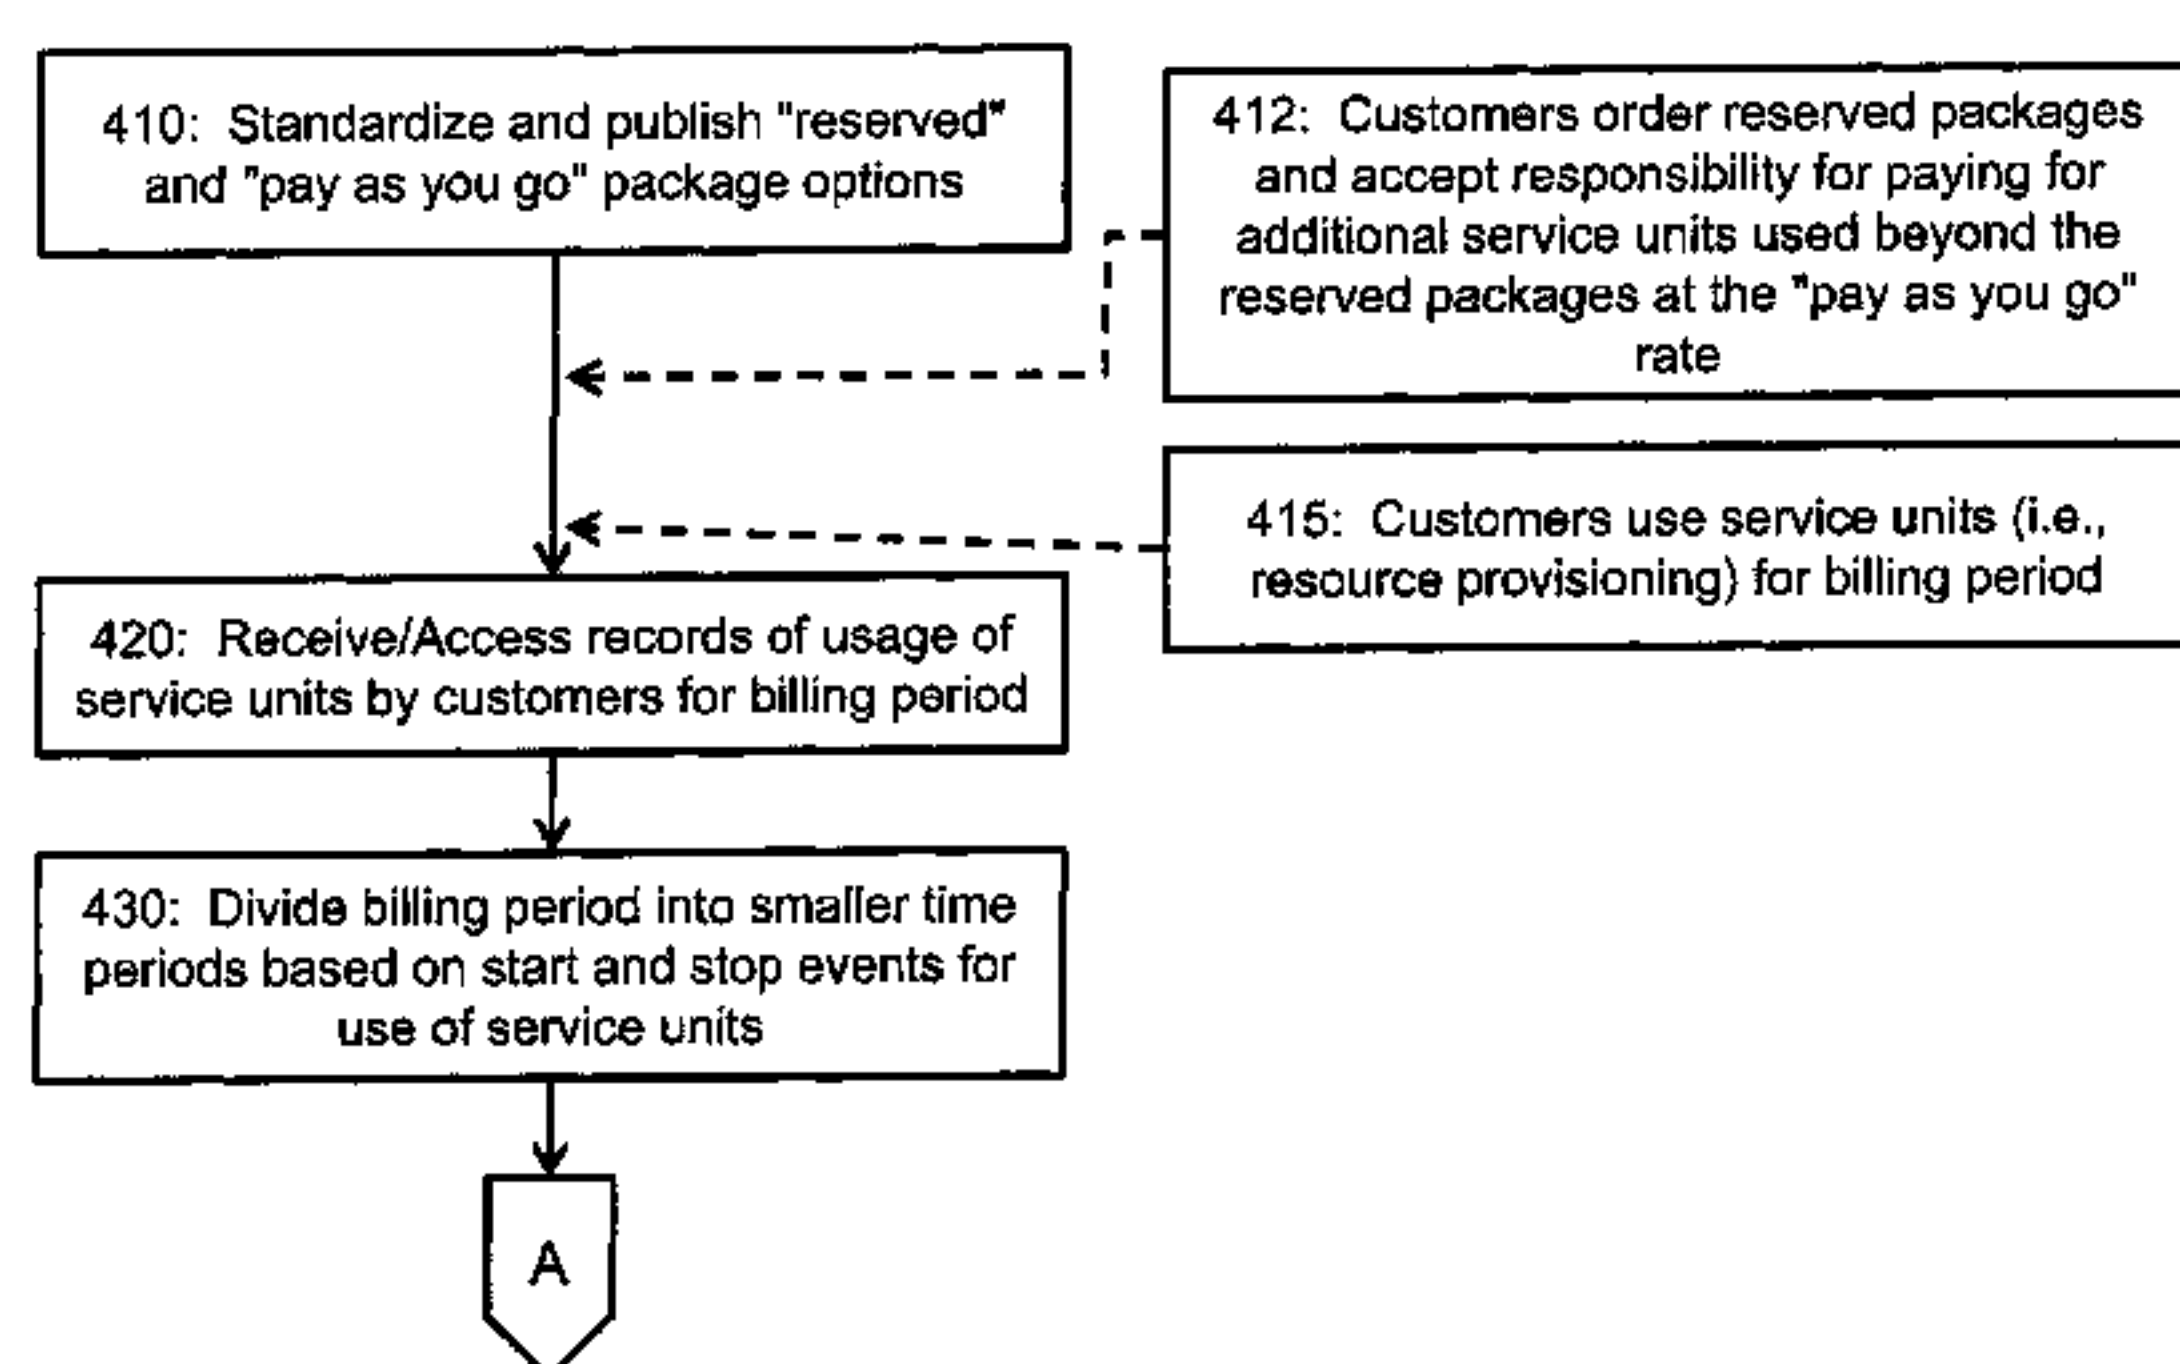 410: Standardize and publish "reserved"
and "pay as you go" package options
412: Customers order reserved packages
and accept responsibility for paying for
additional service units used beyond the
reserved packages at the "pay as you go"
rate
415: Customers use service units (i.e.,
resource provisioning) for billing period
420: Receive/Access records of usage of
service units by customers for billing period
430: Divide billing period into smaller time
periods based on start and stop events for
use of service units
A